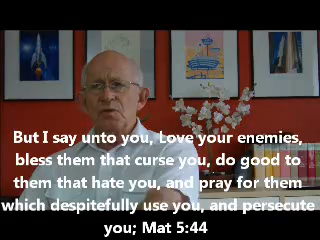 But I say unto you, Love your enemies,
bless them that curse you, do good to
them that hate you, and pray for them
which despitefully use you, and persecute
you; Mat 5:44